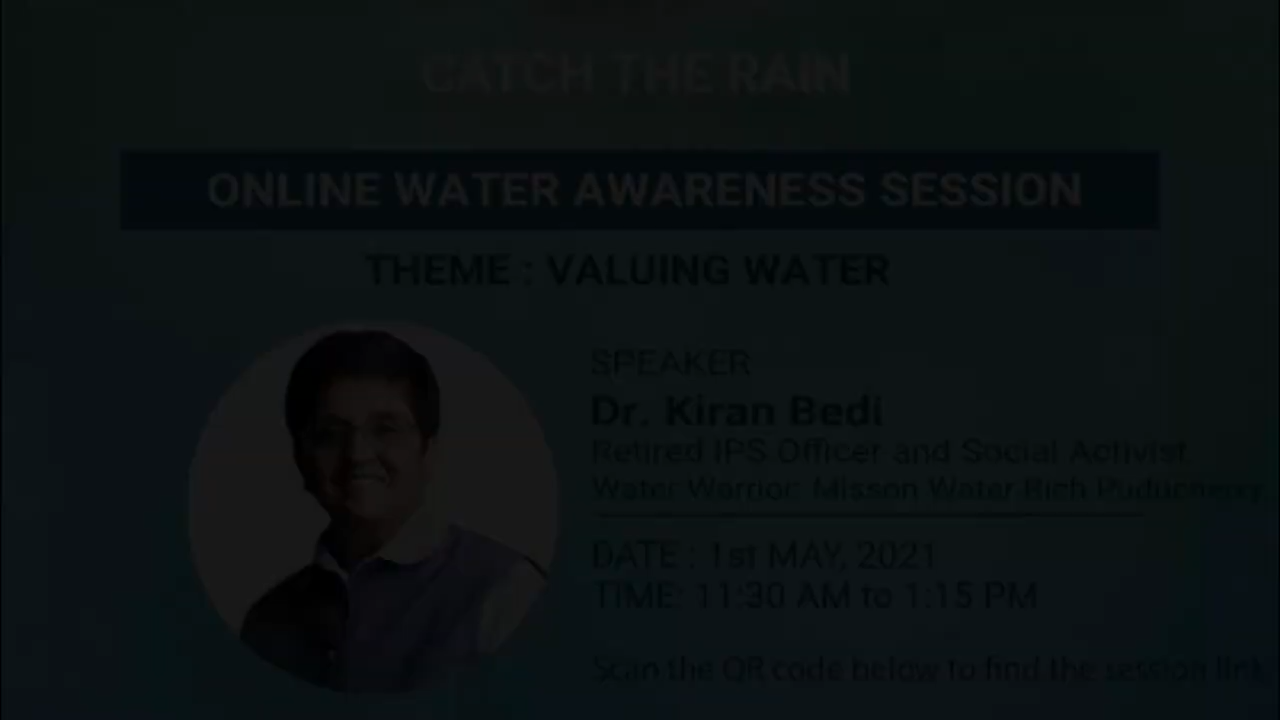 CATCH THE RAIN
ONLINE WATER AWARENESS SESSION
THEME : VALUING WATER
SPEAKER
Dr. Kiran Bedi
Retired IPS Officer and Social Activist
Water Warrior: Misson Water Rich Puducherry
DATE : 1st MAY, 2021
TIME: 11:30 AM to 1:15 PM
Scan the QR code below to find the session link